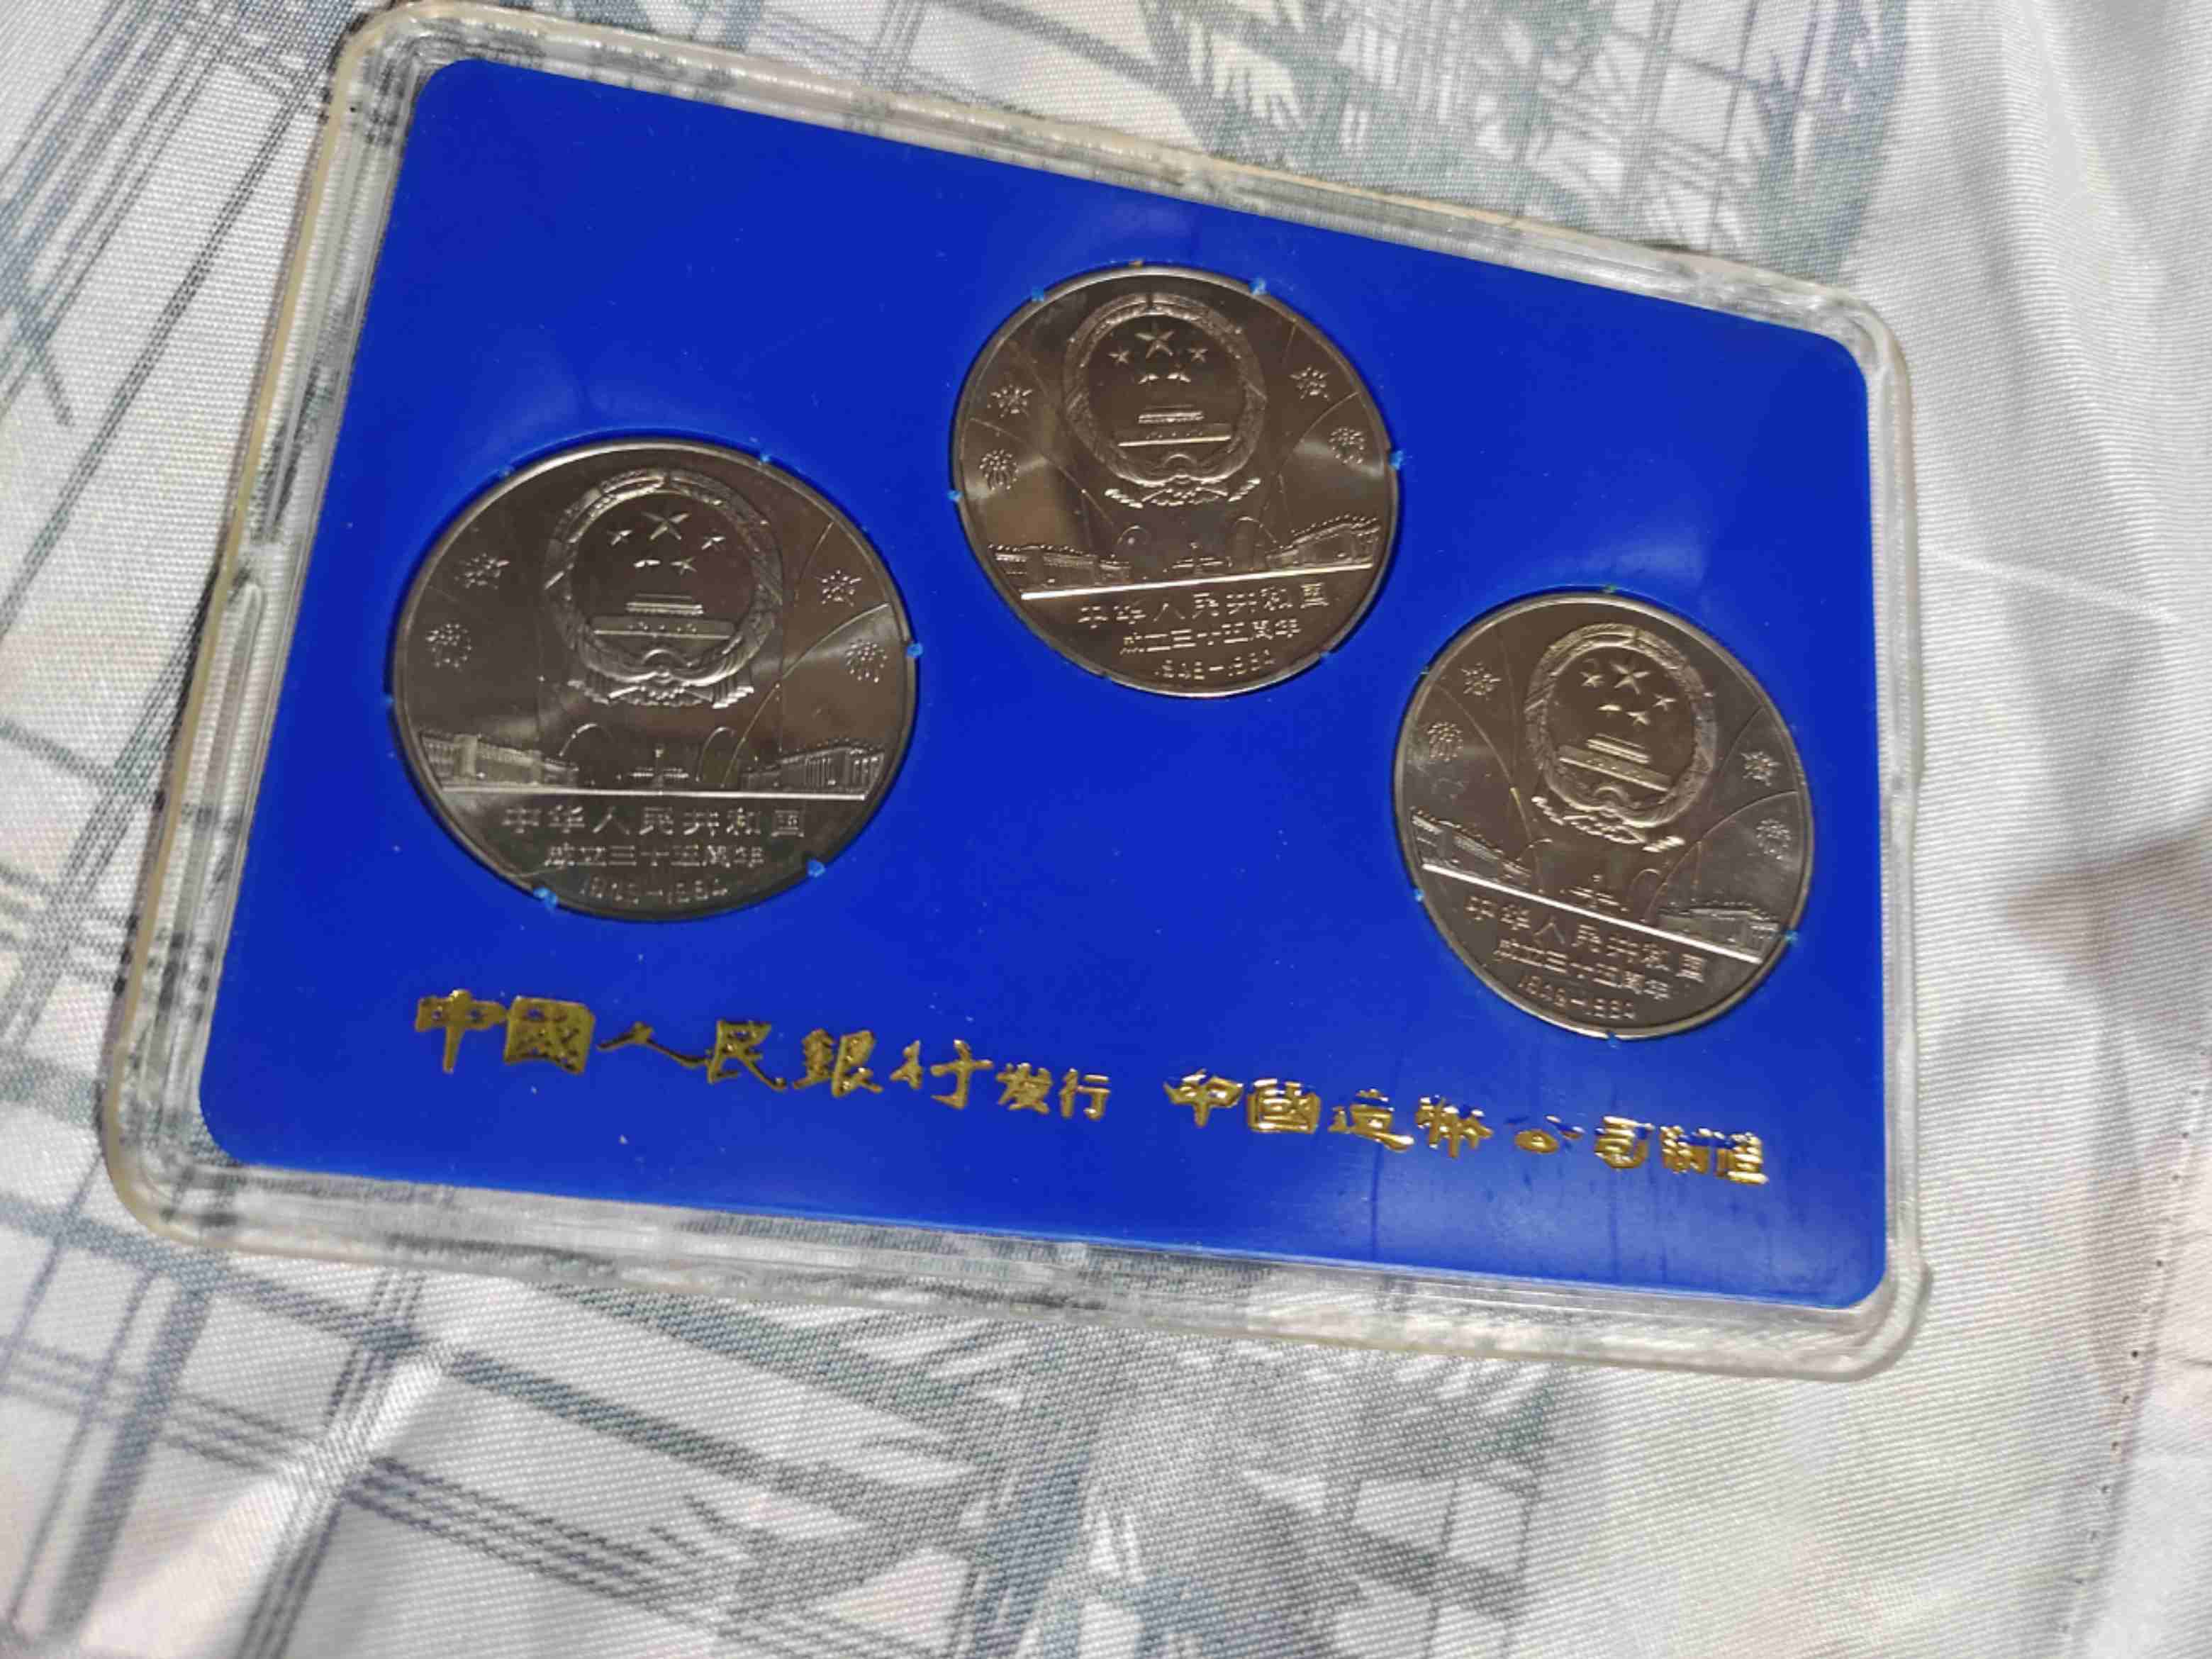 中华人民共和国
成立三十五周年
1949-1984
中华人民共和国
成立三十五周年
1949-1984
中华人民共和国
成立三十五周年
1949-1984
中國人民銀行发行 中國造幣公司制造